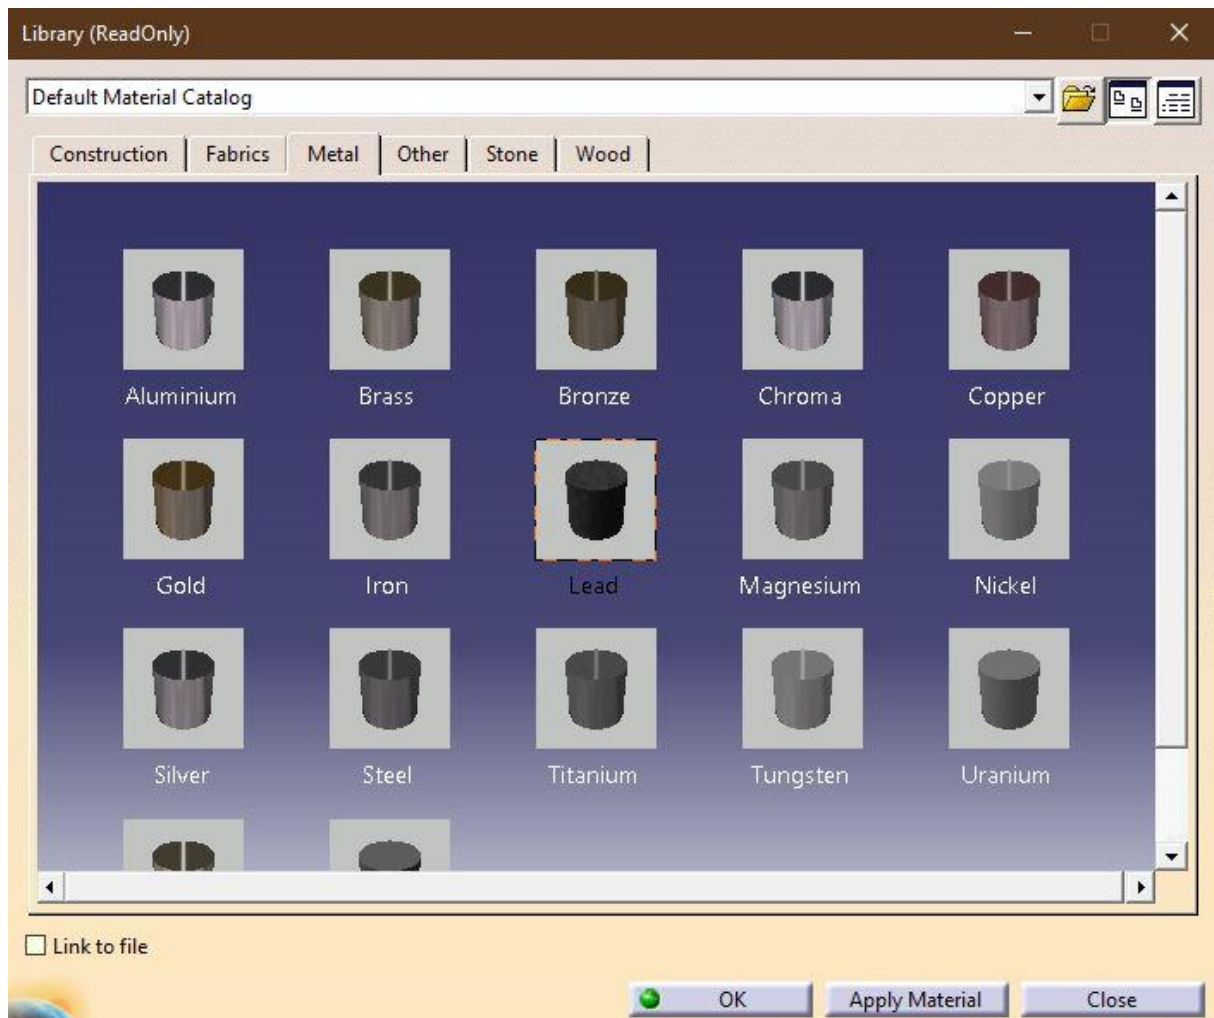 Library (ReadOnly)
Default Material Catalog
Construction Fabrics Metal Other Stone Wood
Aluminium Brass Bronze Chroma Copper
Gold Iron Lead Magnesium Nickel
Silver Steel Titanium Tungsten Uranium
Link to file
OK Apply Material Close